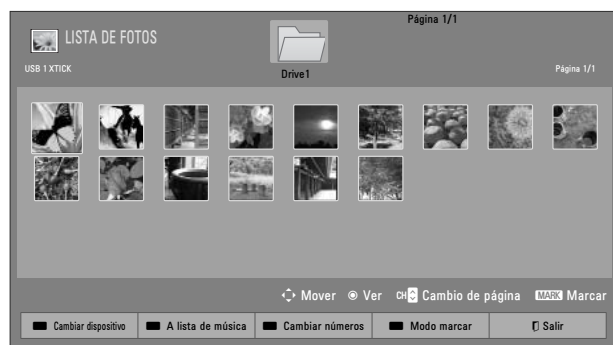 Página 1/1
LISTA DE FOTOS
USB 1 XTICK
Drive1
Página 1/1
Mover Ver CH Cambio de página MARK Marcar
Cambiar dispositivo A lista de música Cambiar números Modo marcar Salir